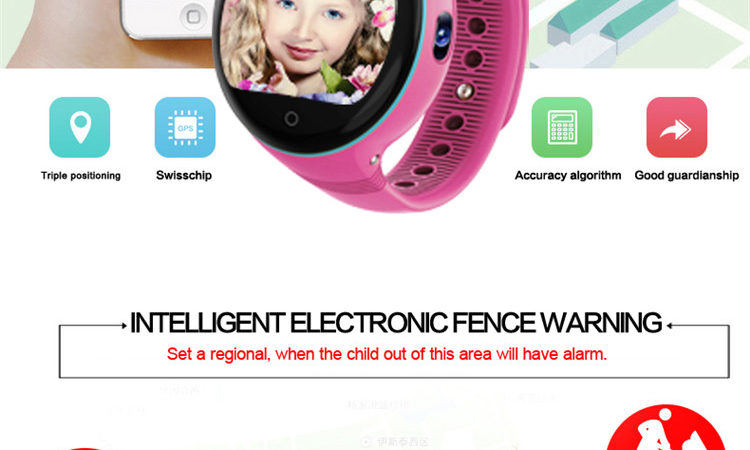 GPS
Triple positioning
Swisschip
Accuracy algorithm
Good guardianship
INTELLIGENT ELECTRONIC FENCE WARNING
Set a regional, when the child out of this area will have alarm.
伊斯泰西区